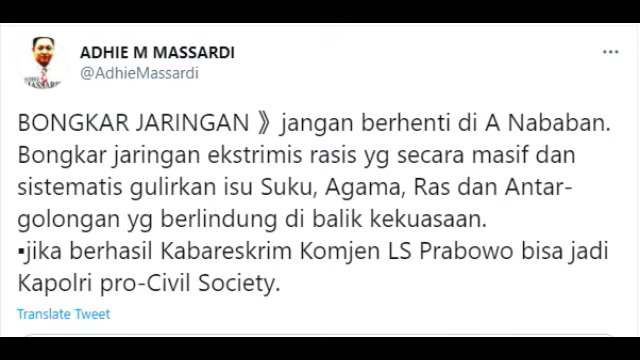 ADHIE M MASSARDI
@AdhieMassardi
BONGKAR JARINGAN 》 jangan berhenti di A Nababan.
Bongkar jaringan ekstrimis rasis yg secara masif dan
sistematis gulirkan isu Suku, Agama, Ras dan Antar-
golongan yg berlindung di balik kekuasaan.
▪jika berhasil Kabareskrim Komjen LS Prabowo bisa jadi
Kapolri pro-Civil Society.
Translate Tweet